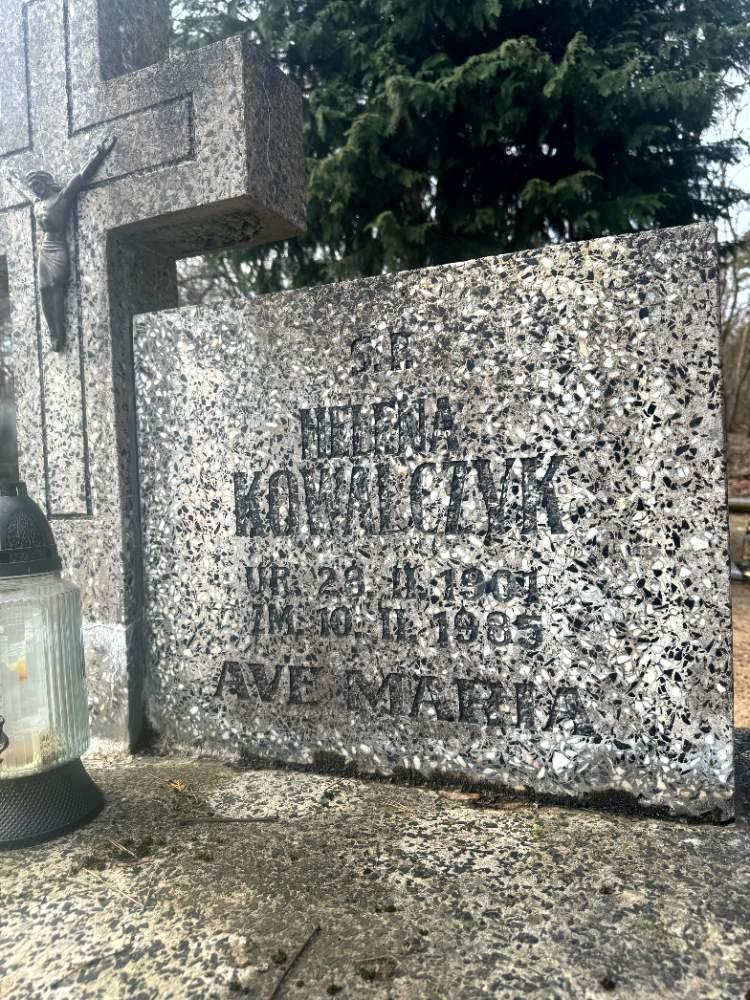 Ś.P.
HELENA
KOWALCZYK
UR. 28. II. 1901
ZM. 10. II. 1985
AVE MARIA